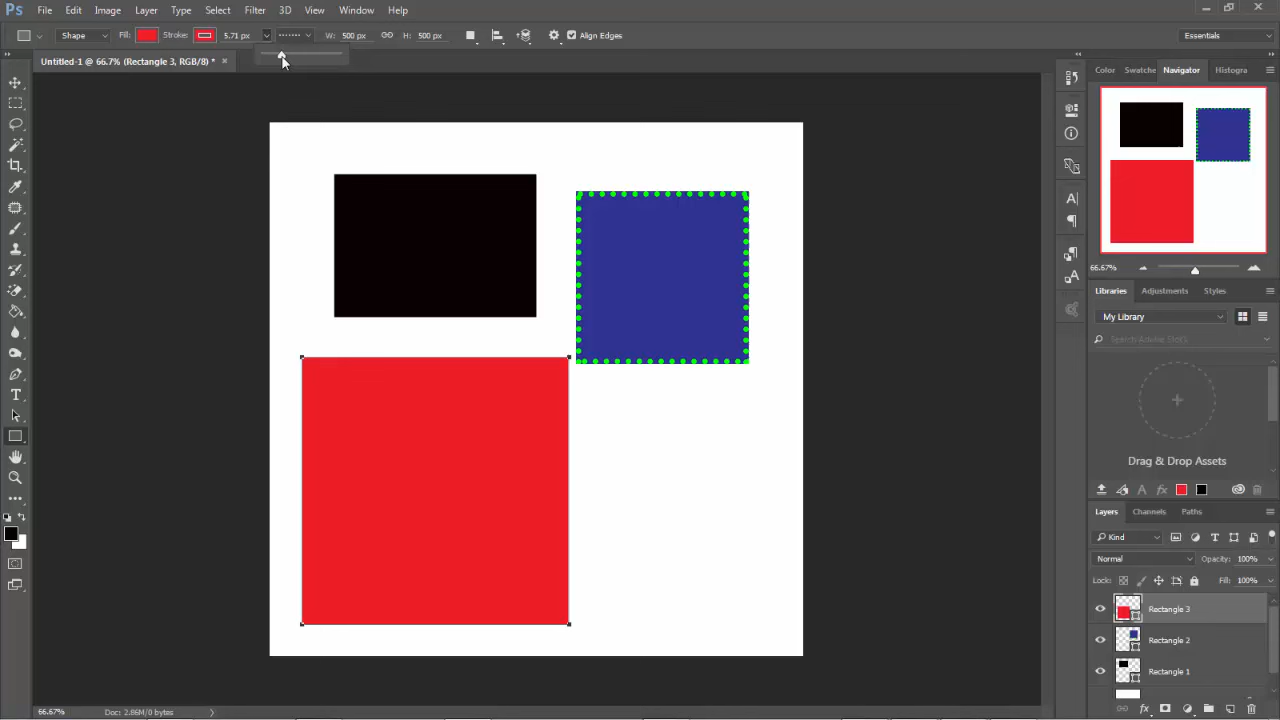 Ps File Edit Image Layer Type Select Filter 3D View Window Help
Shape Fill: Stroke: 5.71 px W: 500 px H: 500 px Align Edges Essentials
Untitled-1 @ 66.7% (Rectangle 3, RGB/8) * ×
Color Swatche Navigator Histogra
66.67%
Libraries Adjustments Styles
My Library
Search Adobe Stock
Drag & Drop Assets
Layers Channels Paths
Kind
Normal Opacity: 100%
Lock: Fill: 100%
Rectangle 3
Rectangle 2
Rectangle 1
66.67% Doc: 2.86M/0 bytes